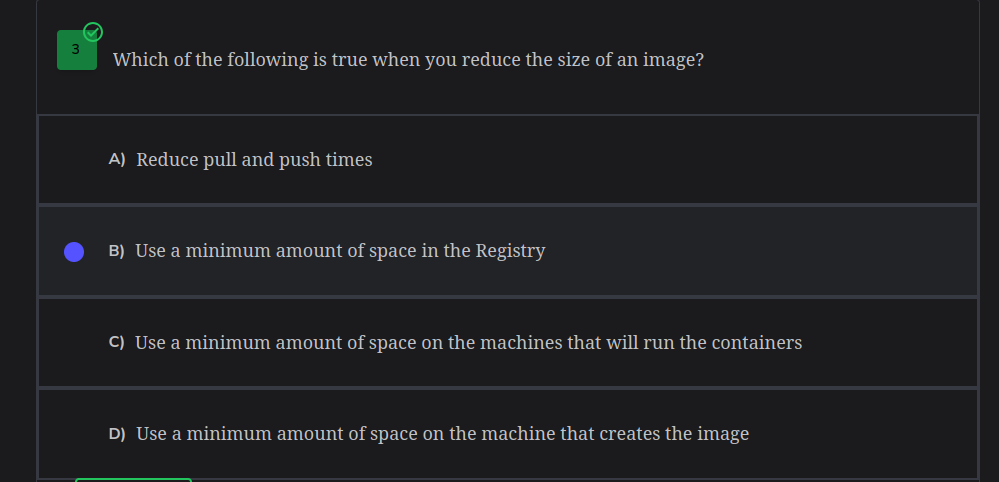 3
Which of the following is true when you reduce the size of an image?
A) Reduce pull and push times
B) Use a minimum amount of space in the Registry
C) Use a minimum amount of space on the machines that will run the containers
D) Use a minimum amount of space on the machine that creates the image